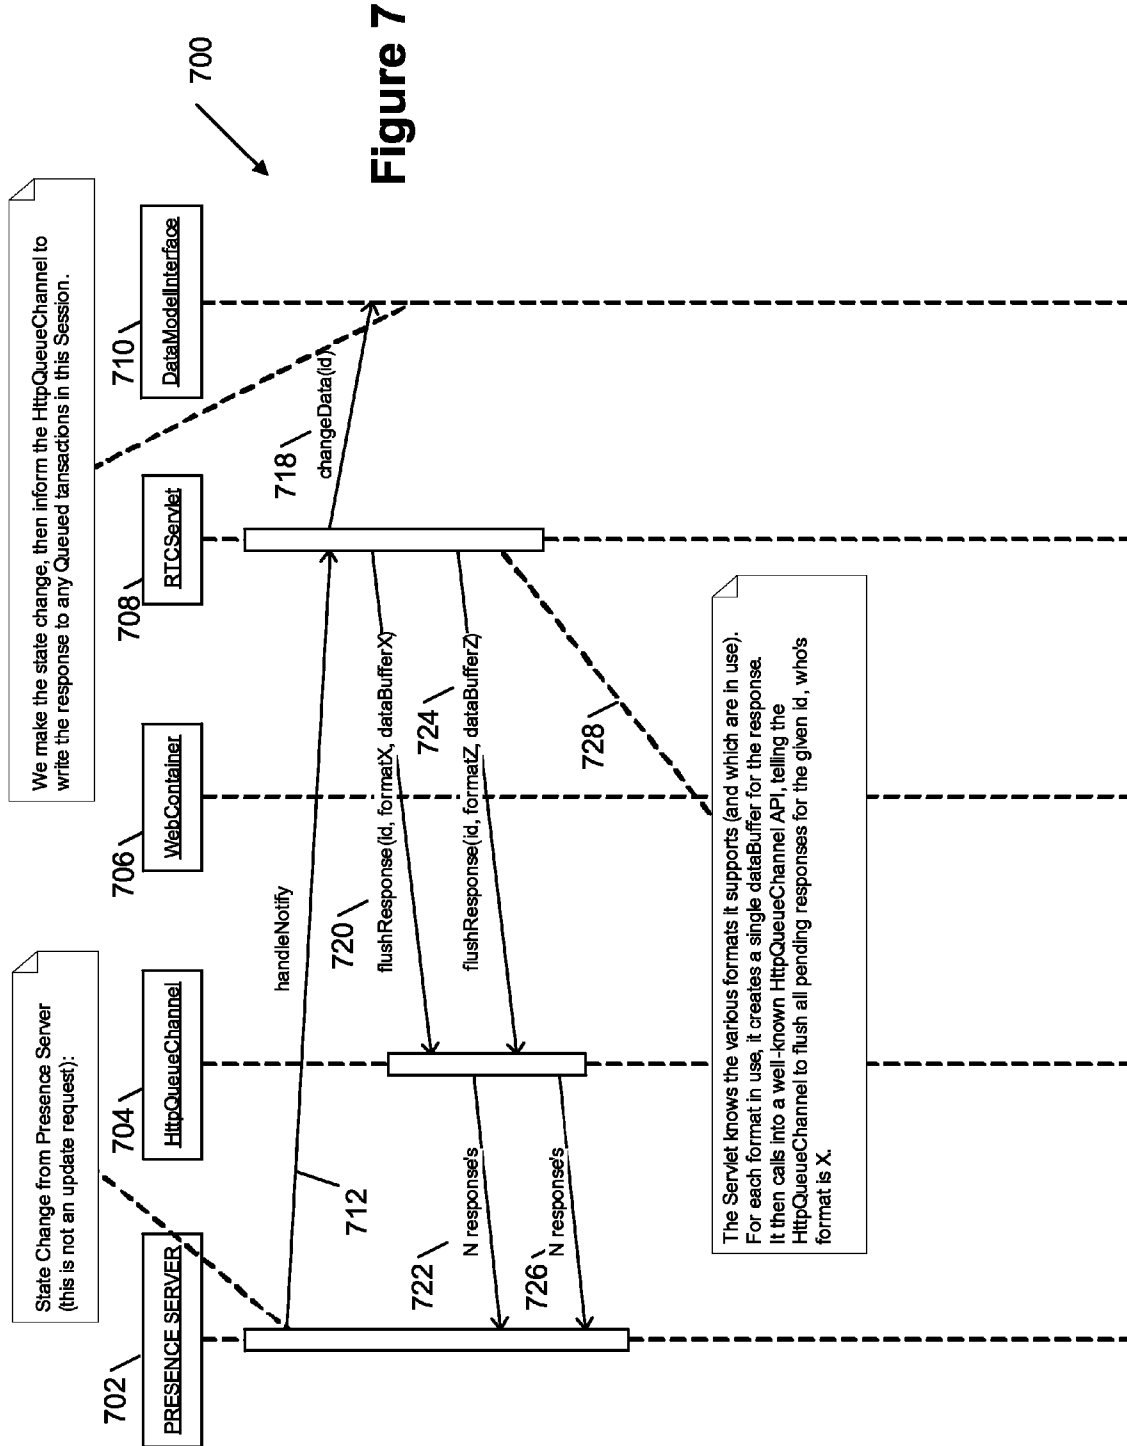 State Change from Presence Server
(this is not an update request):
We make the state change, then inform the HttpQueueChannel to
write the response to any Queued tansactions in this Session.
702
PRESENCE SERVER
704
HttpQueueChannel
706
WebContainer
708
RTCServlet
710
DataModelInterface
700
handleNotify
712
718
changeData(id)
720
flushResponse(id, formatX, dataBufferX)
724
flushResponse(id, formatZ, dataBufferZ)
722
N response's
726
N response's
728
The Servlet knows the various formats it supports (and which are in use).
For each format in use, it creates a single dataBuffer for the response.
It then calls into a well-known HttpQueueChannel API, telling the
HttpQueueChannel to flush all pending responses for the given id, who's
format is X.
Figure 7